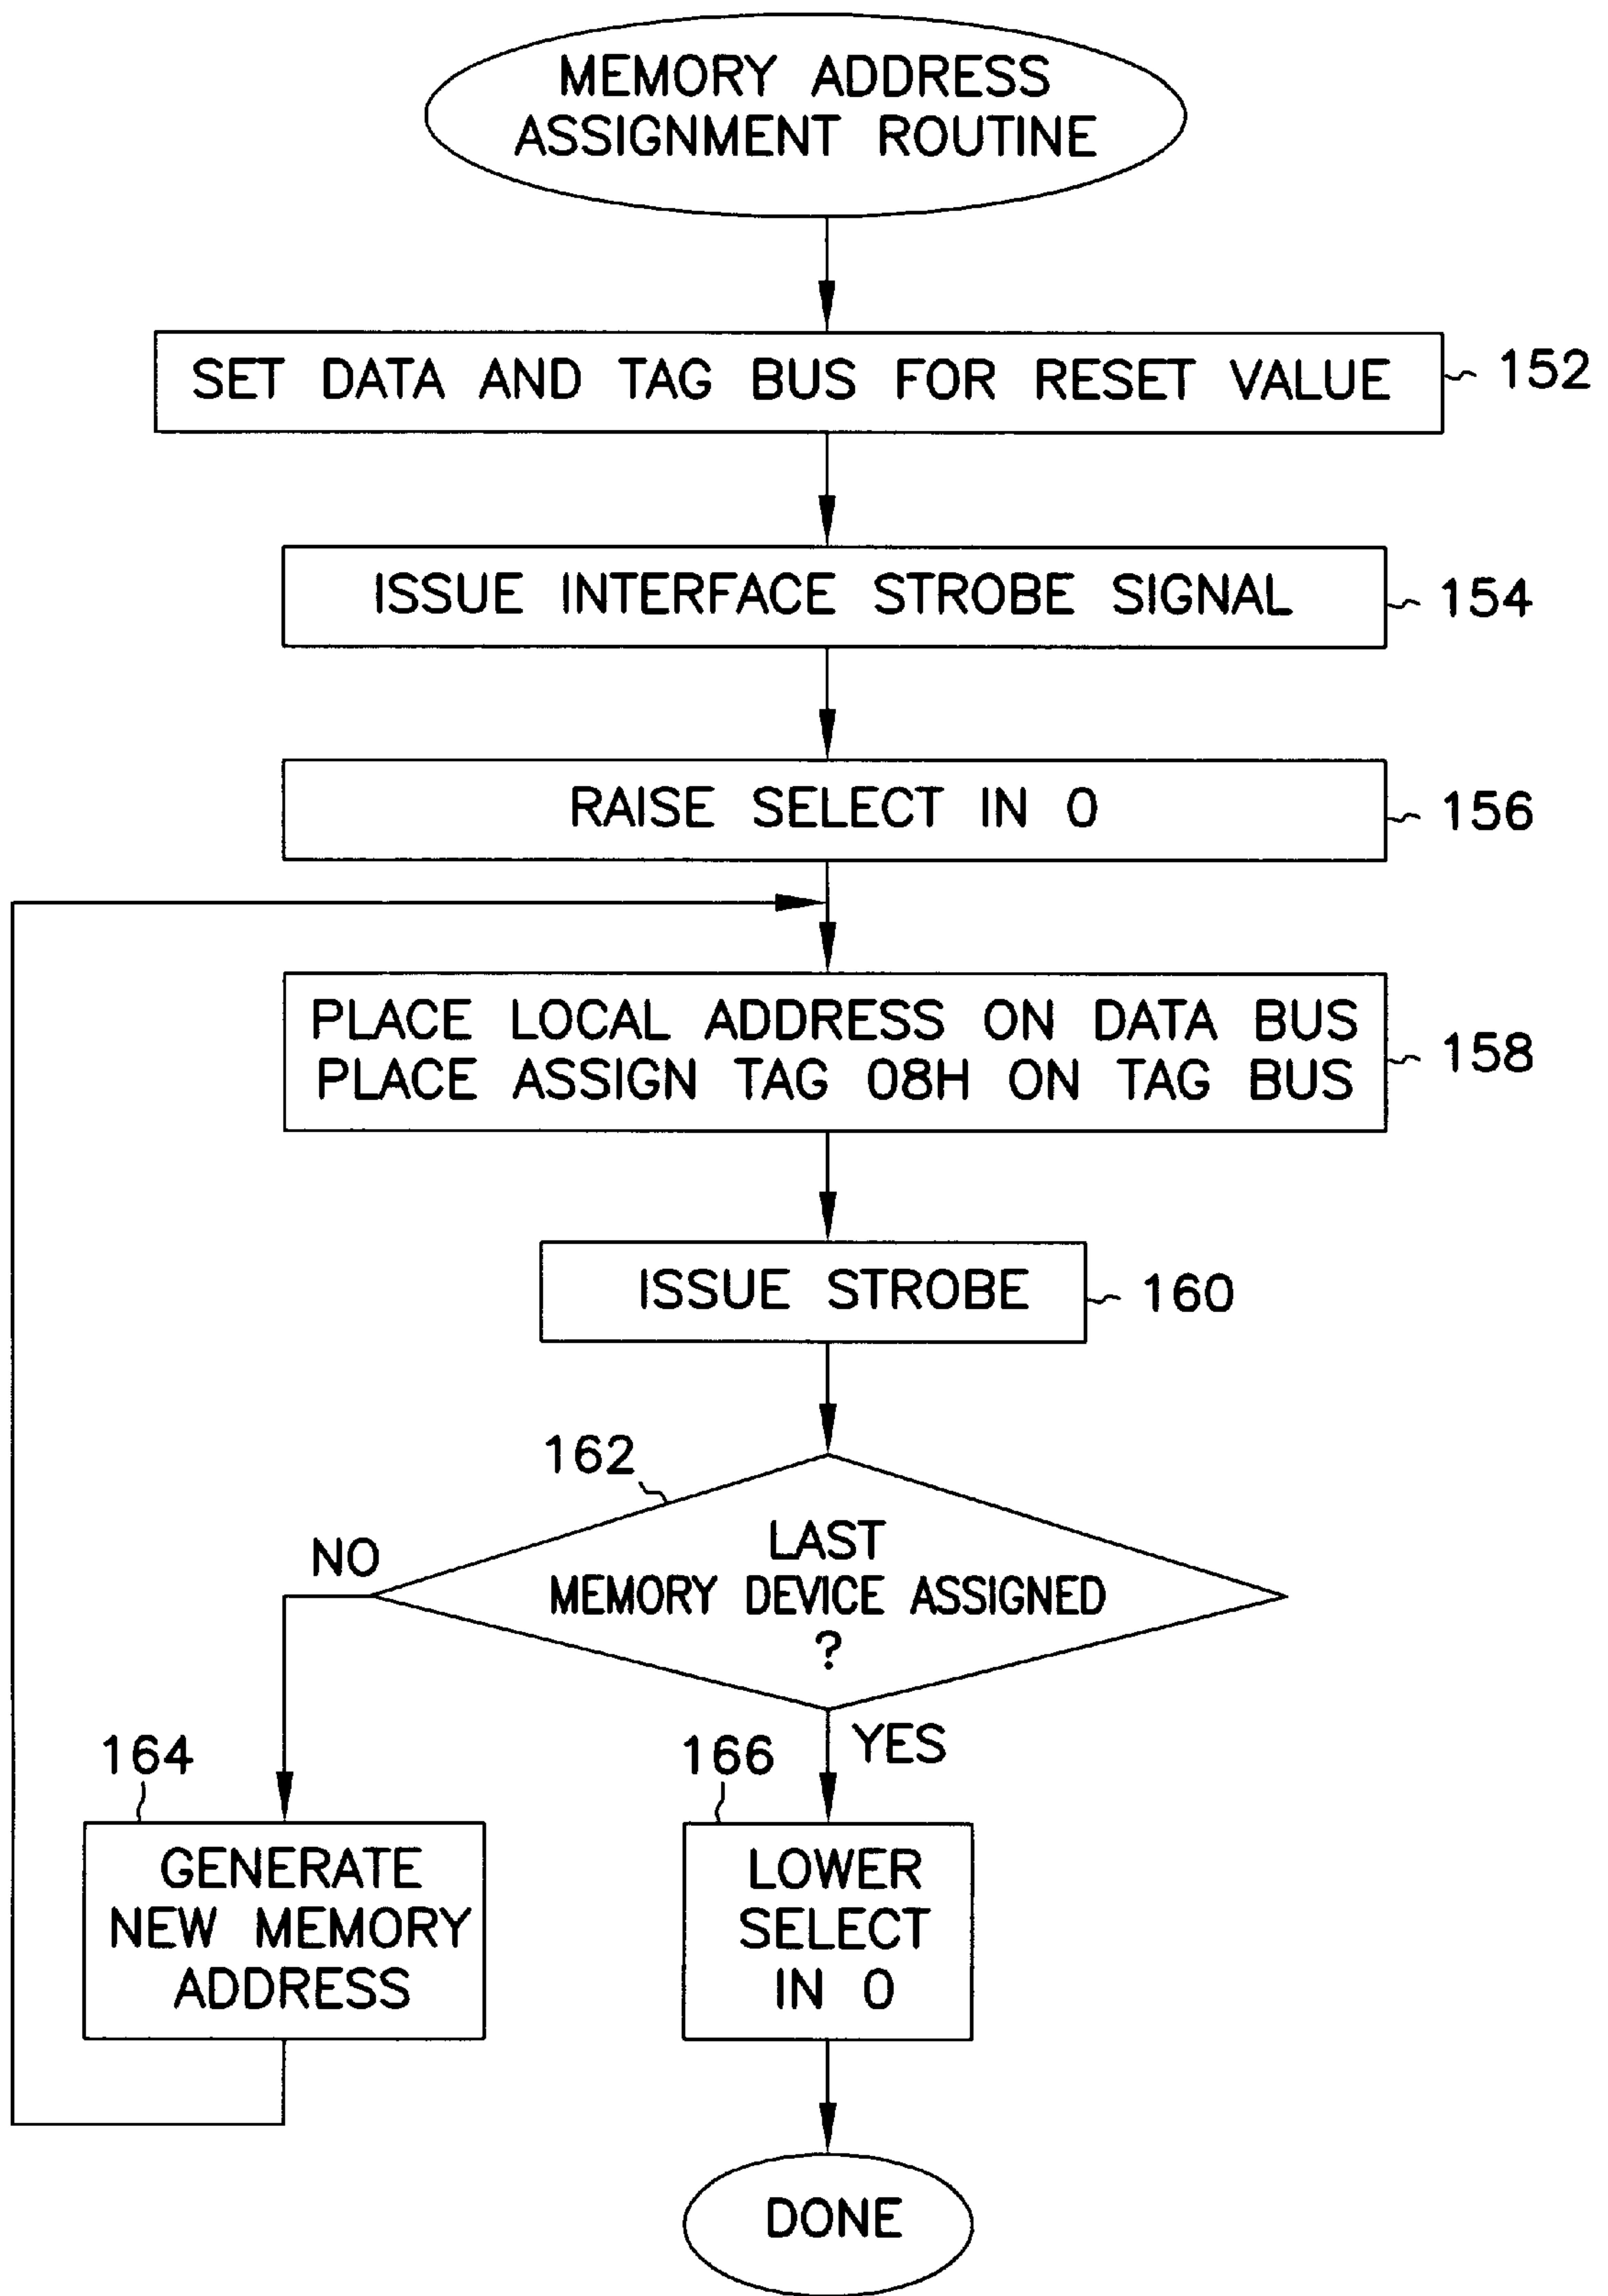 MEMORY ADDRESS
ASSIGNMENT ROUTINE
SET DATA AND TAG BUS FOR RESET VALUE
152
ISSUE INTERFACE STROBE SIGNAL
154
RAISE SELECT IN 0
156
PLACE LOCAL ADDRESS ON DATA BUS
PLACE ASSIGN TAG 08H ON TAG BUS
158
ISSUE STROBE
160
162
LAST
MEMORY DEVICE ASSIGNED
?
NO
YES
164
GENERATE
NEW MEMORY
ADDRESS
166
LOWER
SELECT
IN 0
DONE